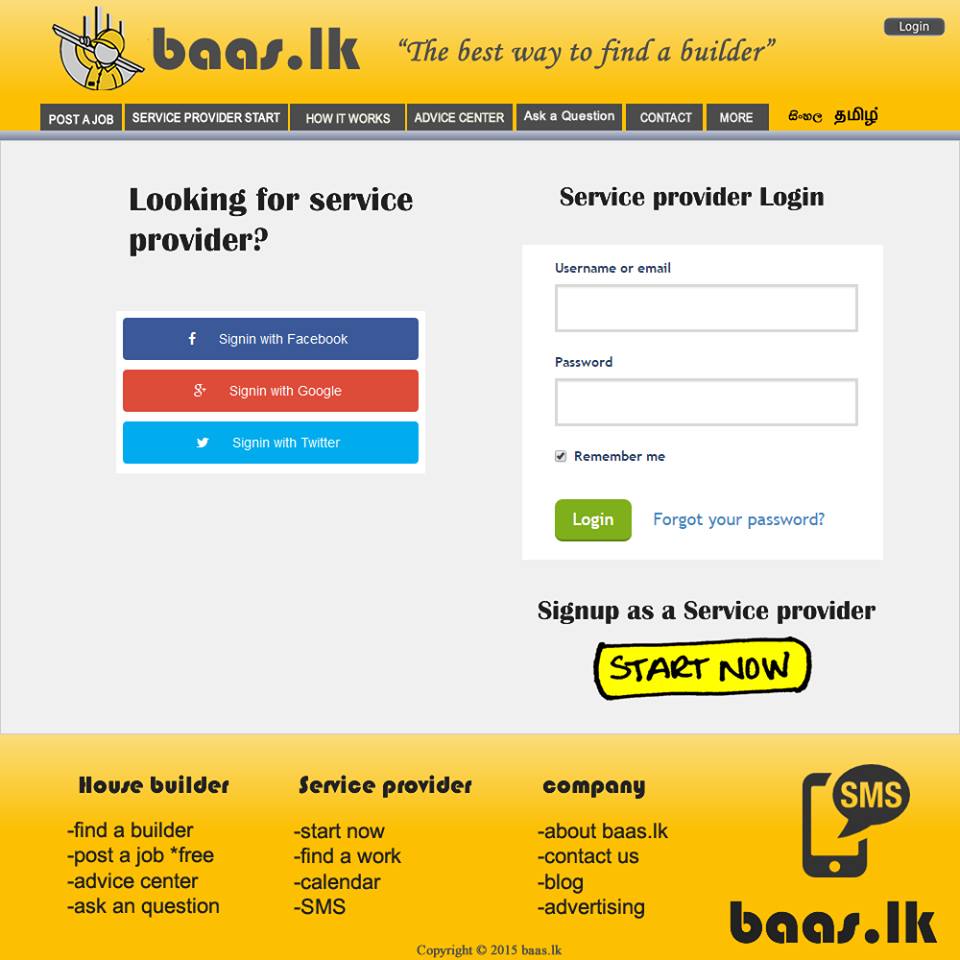 baas.lk
“The best way to find a builder”
Login
POST A JOB
SERVICE PROVIDER START
HOW IT WORKS
ADVICE CENTER
Ask a Question
CONTACT
MORE
සිංහල
தமிழ்
Looking for service
provider?
Signin with Facebook
Signin with Google
Signin with Twitter
Service provider Login
Username or email
Password
Remember me
Login
Forgot your password?
Signup as a Service provider
START NOW
House builder
-find a builder
-post a job *free
-advice center
-ask an question
Service provider
-start now
-find a work
-calendar
-SMS
company
-about baas.lk
-contact us
-blog
-advertising
SMS
baas.lk
Copyright © 2015 baas.lk